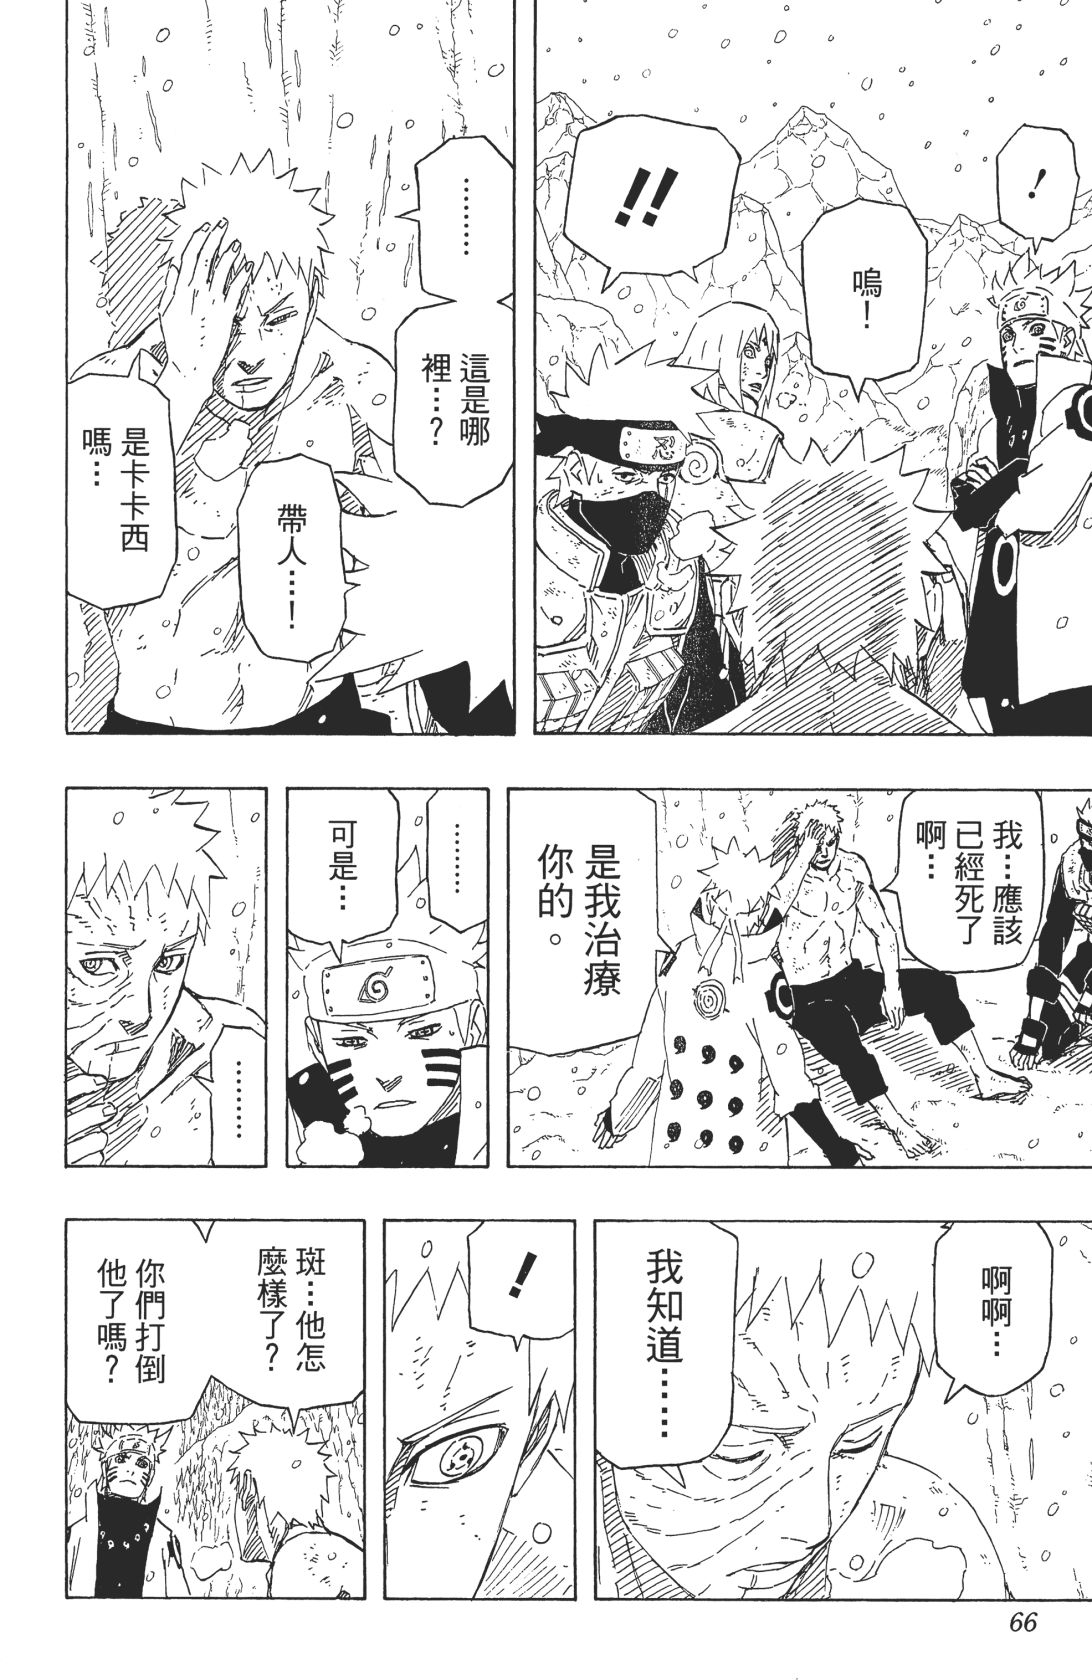 ！
嗚！
！！
………
這是哪
裡…？
帶人…！
是卡卡西
嗎…
我…應該
已經死了
啊…
是我治療
你的。
………
可是…
………
啊啊…
我知道……
！
斑…他怎
麼樣了？
你們打倒
他了嗎？
忍
66